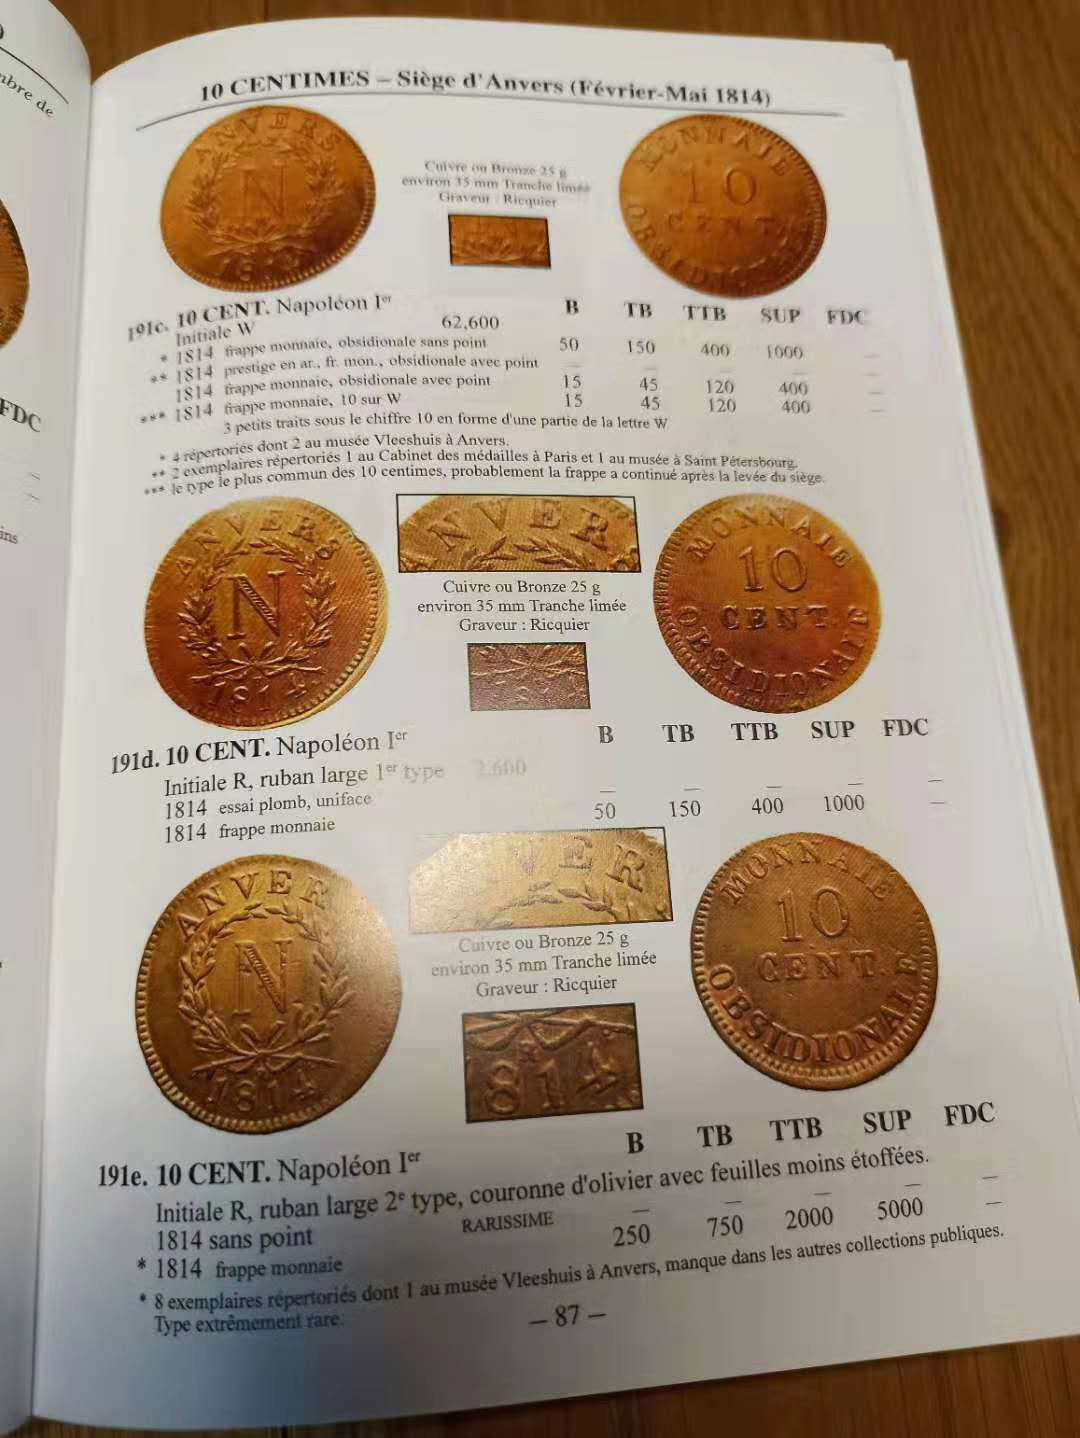 mbre de
FDC
ins
10 CENTIMES – Siège d'Anvers (Février-Mai 1814)
ANVERS
N
1814
Cuivre ou Bronze 25 g
environ 35 mm Tranche limée
Graveur : Ricquier
MONNAIE
10
CENT.
OBSIDIONALE
191c. 10 CENT. Napoléon Ier B TB TTB SUP FDC
Initiale W 62,600
* 1814 frappe monnaie, obsidionale sans point 50 150 400 1000 —
** 1814 prestige en ar., fr. mon., obsidionale avec point — — — — —
1814 frappe monnaie, obsidionale avec point 15 45 120 400 —
*** 1814 frappe monnaie, 10 sur W 15 45 120 400 —
3 petits traits sous le chiffre 10 en forme d'une partie de la lettre W
* 4 répertoriés dont 2 au musée Vleeshuis à Anvers.
** 2 exemplaires répertoriés 1 au Cabinet des médailles à Paris et 1 au musée à Saint Pétersbourg.
*** le type le plus commun des 10 centimes, probablement la frappe a continué après la levée du siège.
ANVERS
N
1814
NVER
Cuivre ou Bronze 25 g
environ 35 mm Tranche limée
Graveur : Ricquier
MONNAIE
10
CENT.
OBSIDIONALE
191d. 10 CENT. Napoléon Ier B TB TTB SUP FDC
Initiale R, ruban large 1er type 2.600
1814 essai plomb, uniface — — — — —
1814 frappe monnaie 50 150 400 1000 —
ANVER
N
1814
VER
Cuivre ou Bronze 25 g
environ 35 mm Tranche limée
Graveur : Ricquier
R
1814
MONNAIE
10
CENT.
OBSIDIONALE
191e. 10 CENT. Napoléon Ier B TB TTB SUP FDC
Initiale R, ruban large 2e type, couronne d'olivier avec feuilles moins étoffées.
1814 sans point RARISSIME — — — — —
* 1814 frappe monnaie 250 750 2000 5000 —
* 8 exemplaires répertoriés dont 1 au musée Vleeshuis à Anvers, manque dans les autres collections publiques.
Type extrêmement rare.
– 87 –